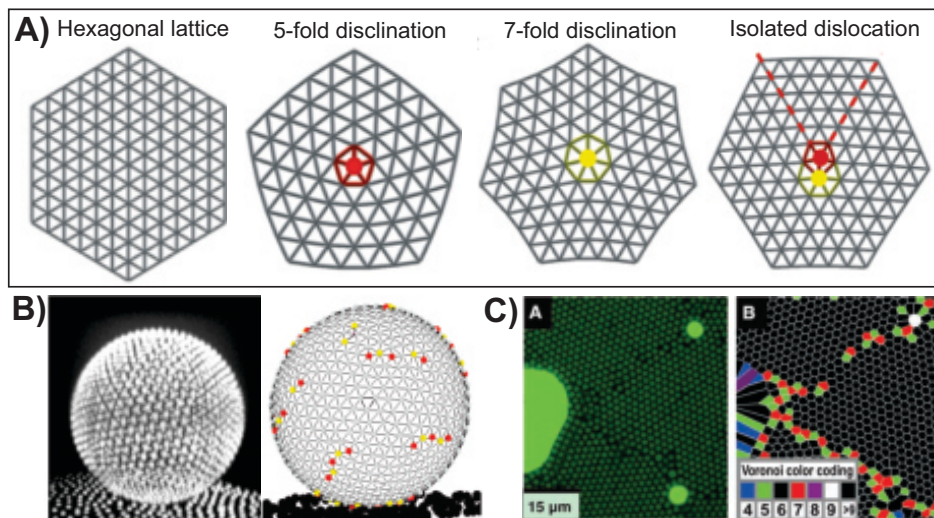 A) Hexagonal lattice 5-fold disclination 7-fold disclination Isolated dislocation
B)
C) A B
15 µm
Voronoi color coding
4 5 6 7 8 9 >9